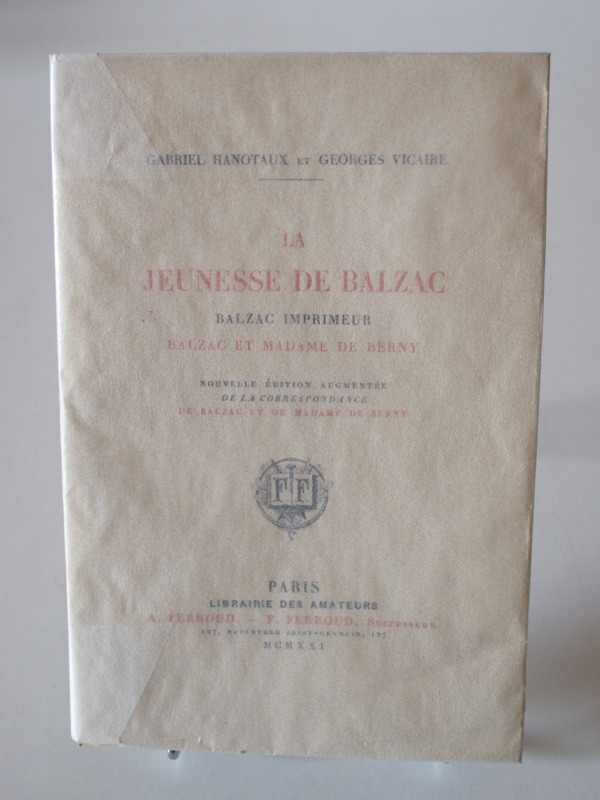 GABRIEL HANOTAUX ET GEORGES VICAIRE
LA
JEUNESSE DE BALZAC
BALZAC IMPRIMEUR
BALZAC ET MADAME DE BERNY
NOUVELLE ÉDITION AUGMENTÉE
DE LA CORRESPONDANCE
DE BALZAC ET DE MADAME DE BERNY
FF
PARIS
LIBRAIRIE DES AMATEURS
A. FERROUD. — F. FERROUD, SUCCESSEUR
127, BOULEVARD SAINT-GERMAIN, 127
MCMXXI